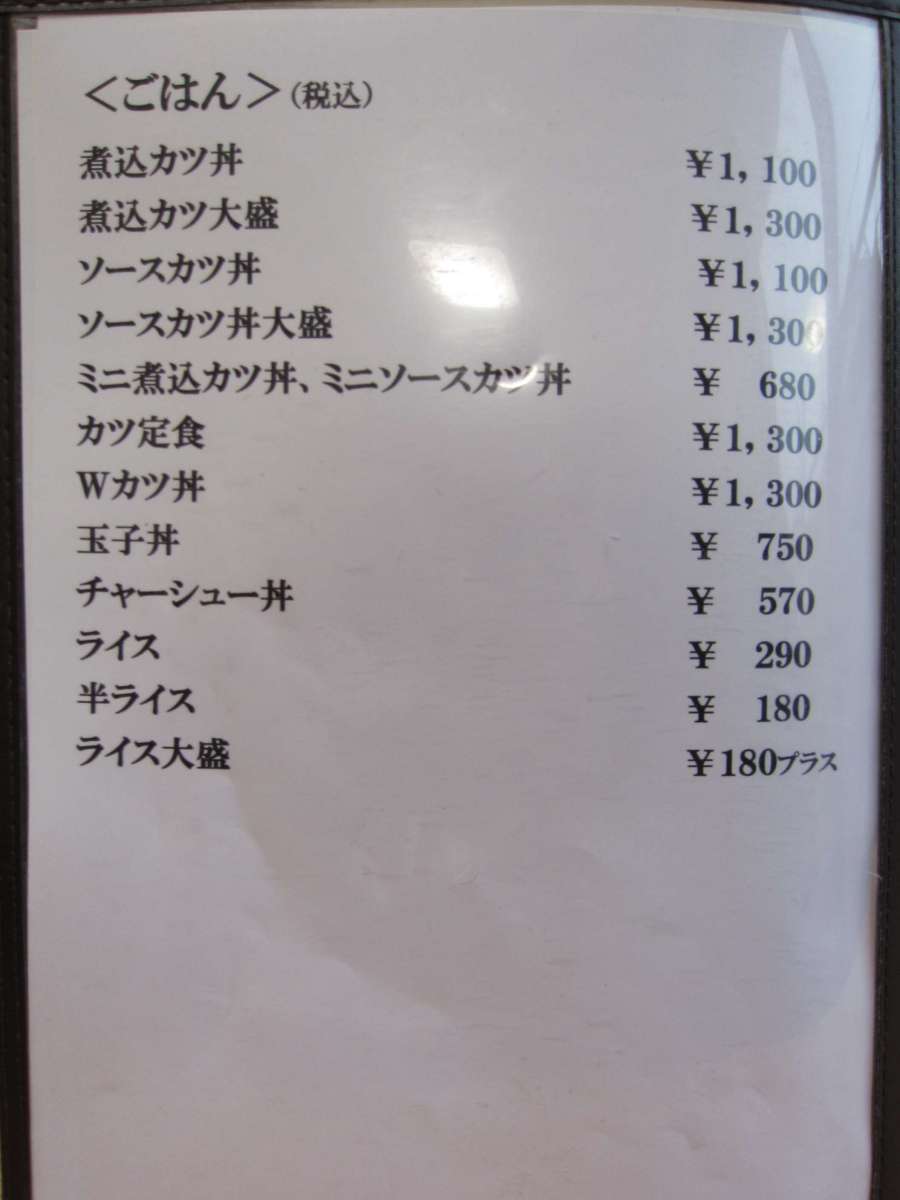 ＜ごはん＞(税込)
煮込カツ丼 ￥1,100
煮込カツ大盛 ￥1,300
ソースカツ丼 ￥1,100
ソースカツ丼大盛 ￥1,300
ミニ煮込カツ丼、ミニソースカツ丼 ￥ 680
カツ定食 ￥1,300
Wカツ丼 ￥1,300
玉子丼 ￥ 750
チャーシュー丼 ￥ 570
ライス ￥ 290
半ライス ￥ 180
ライス大盛 ￥180プラス